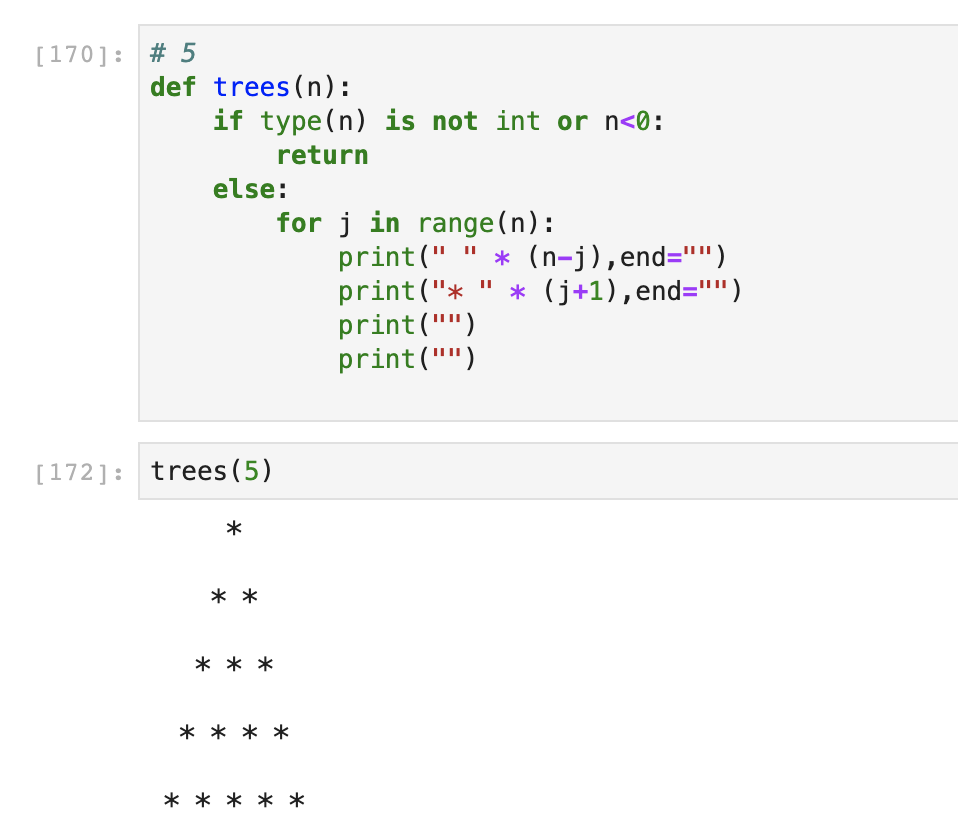 [170]: # 5
def trees(n):
    if type(n) is not int or n<0:
        return
    else:
        for j in range(n):
            print(" " * (n-j),end="")
            print("* " * (j+1),end="")
            print("")
            print("")
[172]: trees(5)
     *
    * *
   * * *
  * * * *
 * * * * *